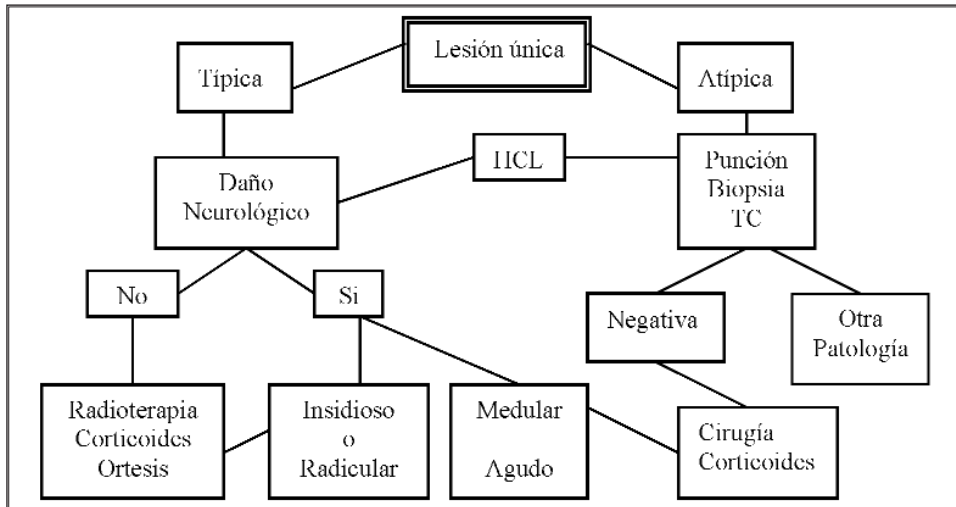 Lesión única
Típica
Atípica
HCL
Daño
Neurológico
Punción
Biopsia
TC
No
Si
Negativa
Otra
Patología
Radioterapia
Corticoides
Ortesis
Insidioso
o
Radicular
Medular
Agudo
Cirugía
Corticoides